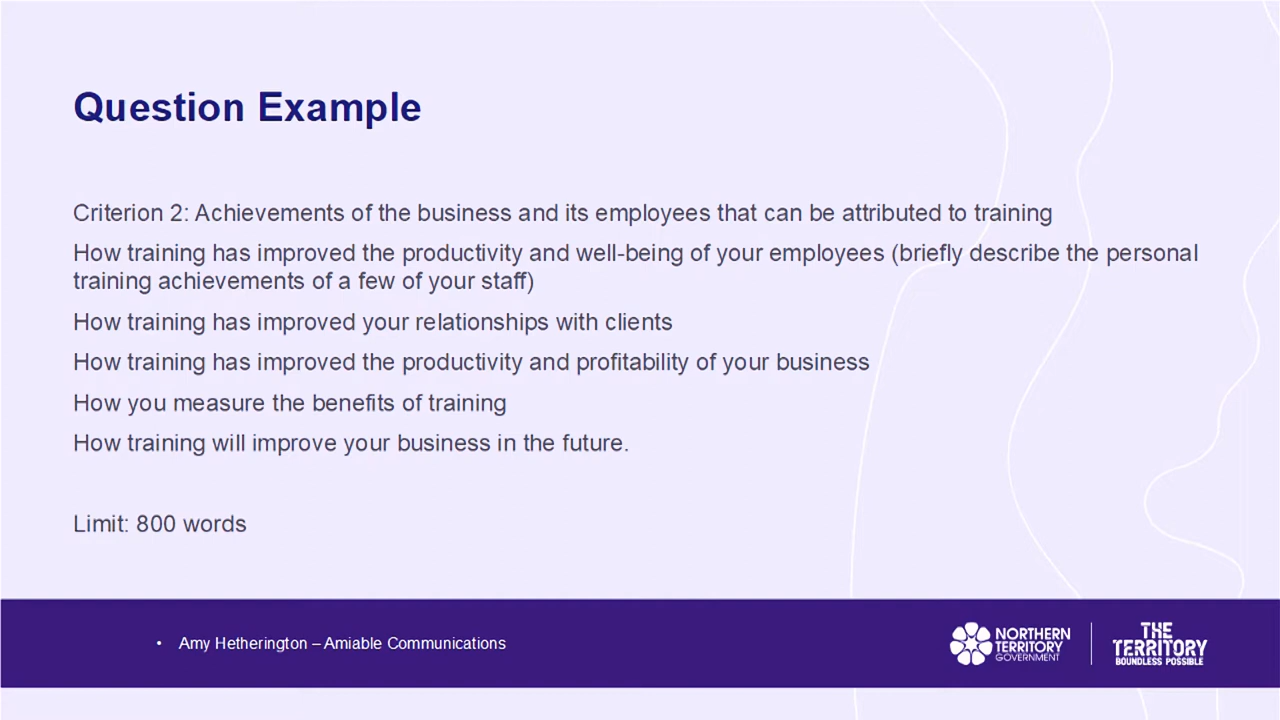 Question Example
Criterion 2: Achievements of the business and its employees that can be attributed to training
How training has improved the productivity and well-being of your employees (briefly describe the personal
training achievements of a few of your staff)
How training has improved your relationships with clients
How training has improved the productivity and profitability of your business
How you measure the benefits of training
How training will improve your business in the future.
Limit: 800 words
• Amy Hetherington – Amiable Communications
NORTHERN
TERRITORY
GOVERNMENT
THE
TERRITORY
BOUNDLESS POSSIBLE